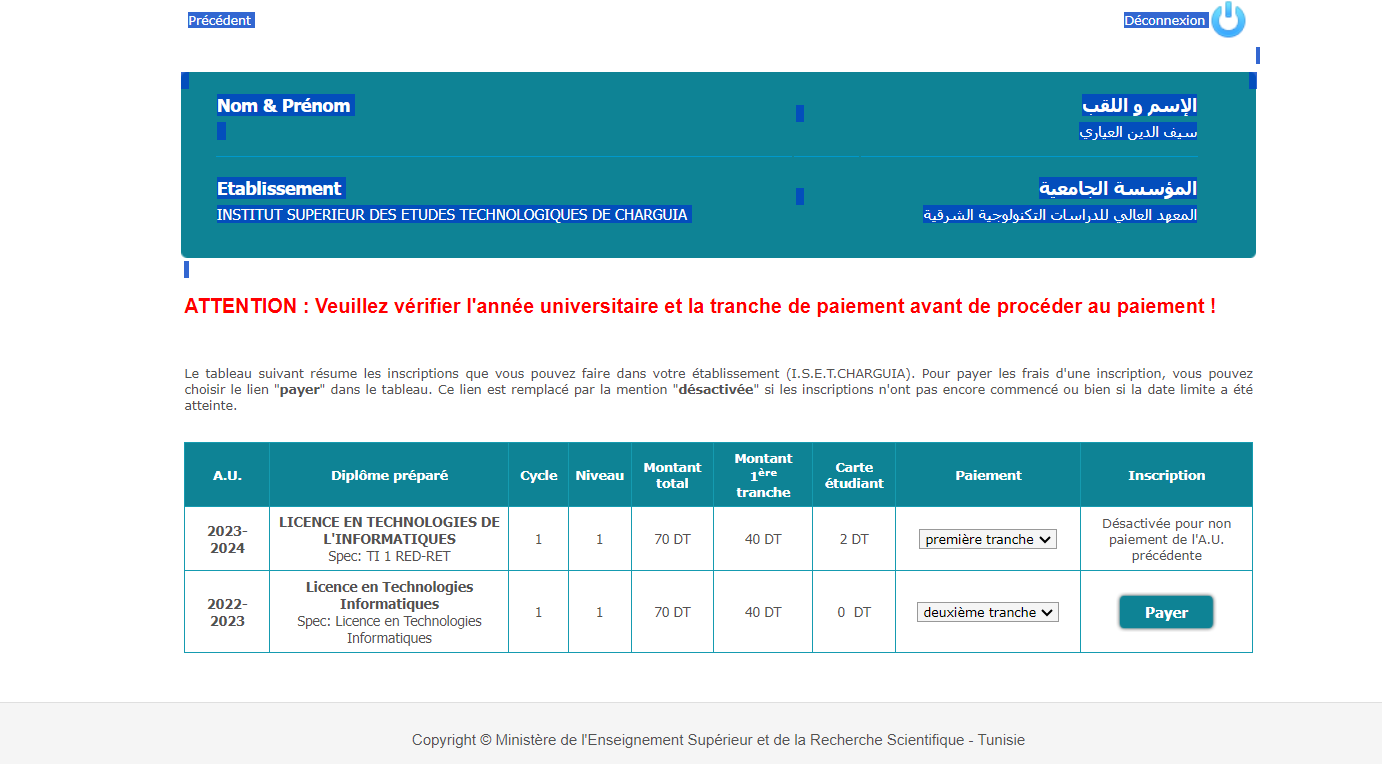 Précédent
Déconnexion
Nom & Prénom
الإسم و اللقب
سيف الدين العياري
Etablissement
المؤسسة الجامعية
INSTITUT SUPERIEUR DES ETUDES TECHNOLOGIQUES DE CHARGUIA
المعهد العالي للدراسات التكنولوجية الشرقية
ATTENTION : Veuillez vérifier l'année universitaire et la tranche de paiement avant de procéder au paiement !
Le tableau suivant résume les inscriptions que vous pouvez faire dans votre établissement (I.S.E.T.CHARGUIA). Pour payer les frais d'une inscription, vous pouvez
choisir le lien "payer" dans le tableau. Ce lien est remplacé par la mention "désactivée" si les inscriptions n'ont pas encore commencé ou bien si la date limite a été
atteinte.
A.U.
Diplôme préparé
Cycle
Niveau
Montant
total
Montant
1ère
tranche
Carte
étudiant
Paiement
Inscription
2023-
2024
LICENCE EN TECHNOLOGIES DE
L'INFORMATIQUES
Spec: TI 1 RED-RET
1
1
70 DT
40 DT
2 DT
première tranche
Désactivée pour non
paiement de l'A.U.
précédente
2022-
2023
Licence en Technologies
Informatiques
Spec: Licence en Technologies
Informatiques
1
1
70 DT
40 DT
0 DT
deuxième tranche
Payer
Copyright © Ministère de l'Enseignement Supérieur et de la Recherche Scientifique - Tunisie